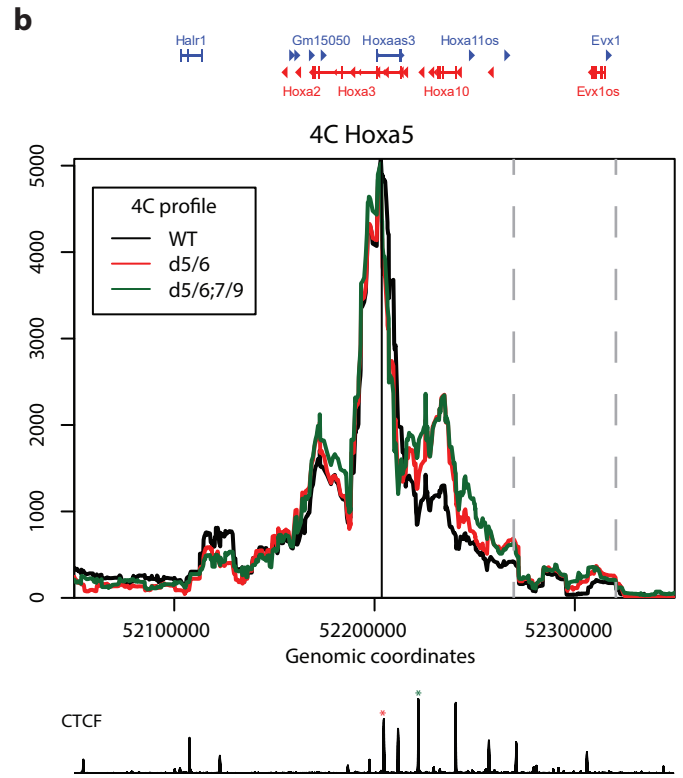 b
Halr1 Gm15050 Hoxaas3 Hoxa11os Evx1
Hoxa2 Hoxa3 Hoxa10 Evx1os
4C Hoxa5
5000
4000
3000
2000
1000
0
4C profile
WT
d5/6
d5/6;7/9
52100000 52200000 52300000
Genomic coordinates
* *
CTCF